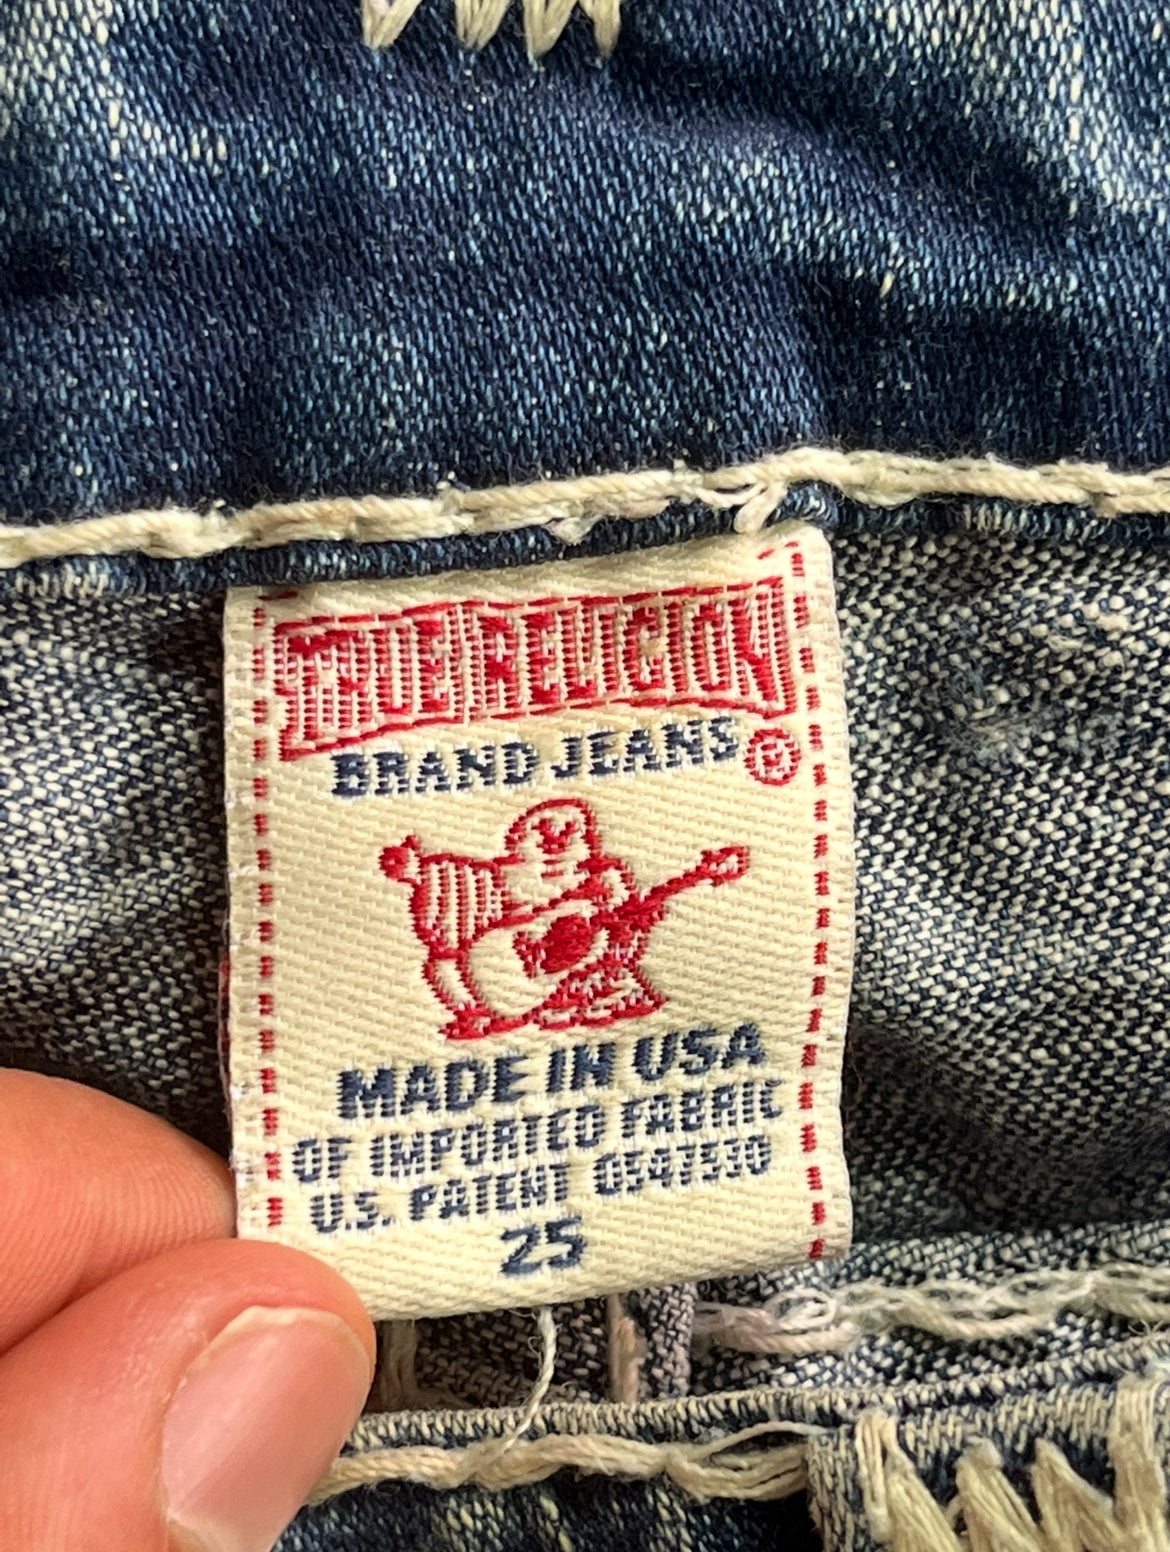 TRUE RELIGION
BRAND JEANS ®
MADE IN USA
OF IMPORTED FABRIC
U.S. PATENT 0547530
25